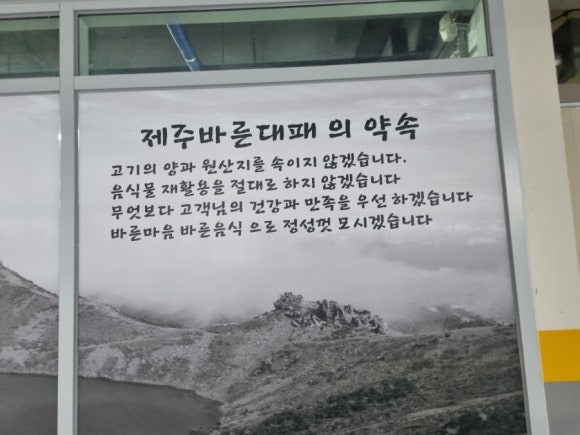 제주바른대패 의 약속
고기의 양과 원산지를 속이지 않겠습니다.
음식물 재활용을 절대로 하지 않겠습니다
무엇보다 고객님의 건강과 만족을 우선 하겠습니다
바른마음 바른음식 으로 정성껏 모시겠습니다